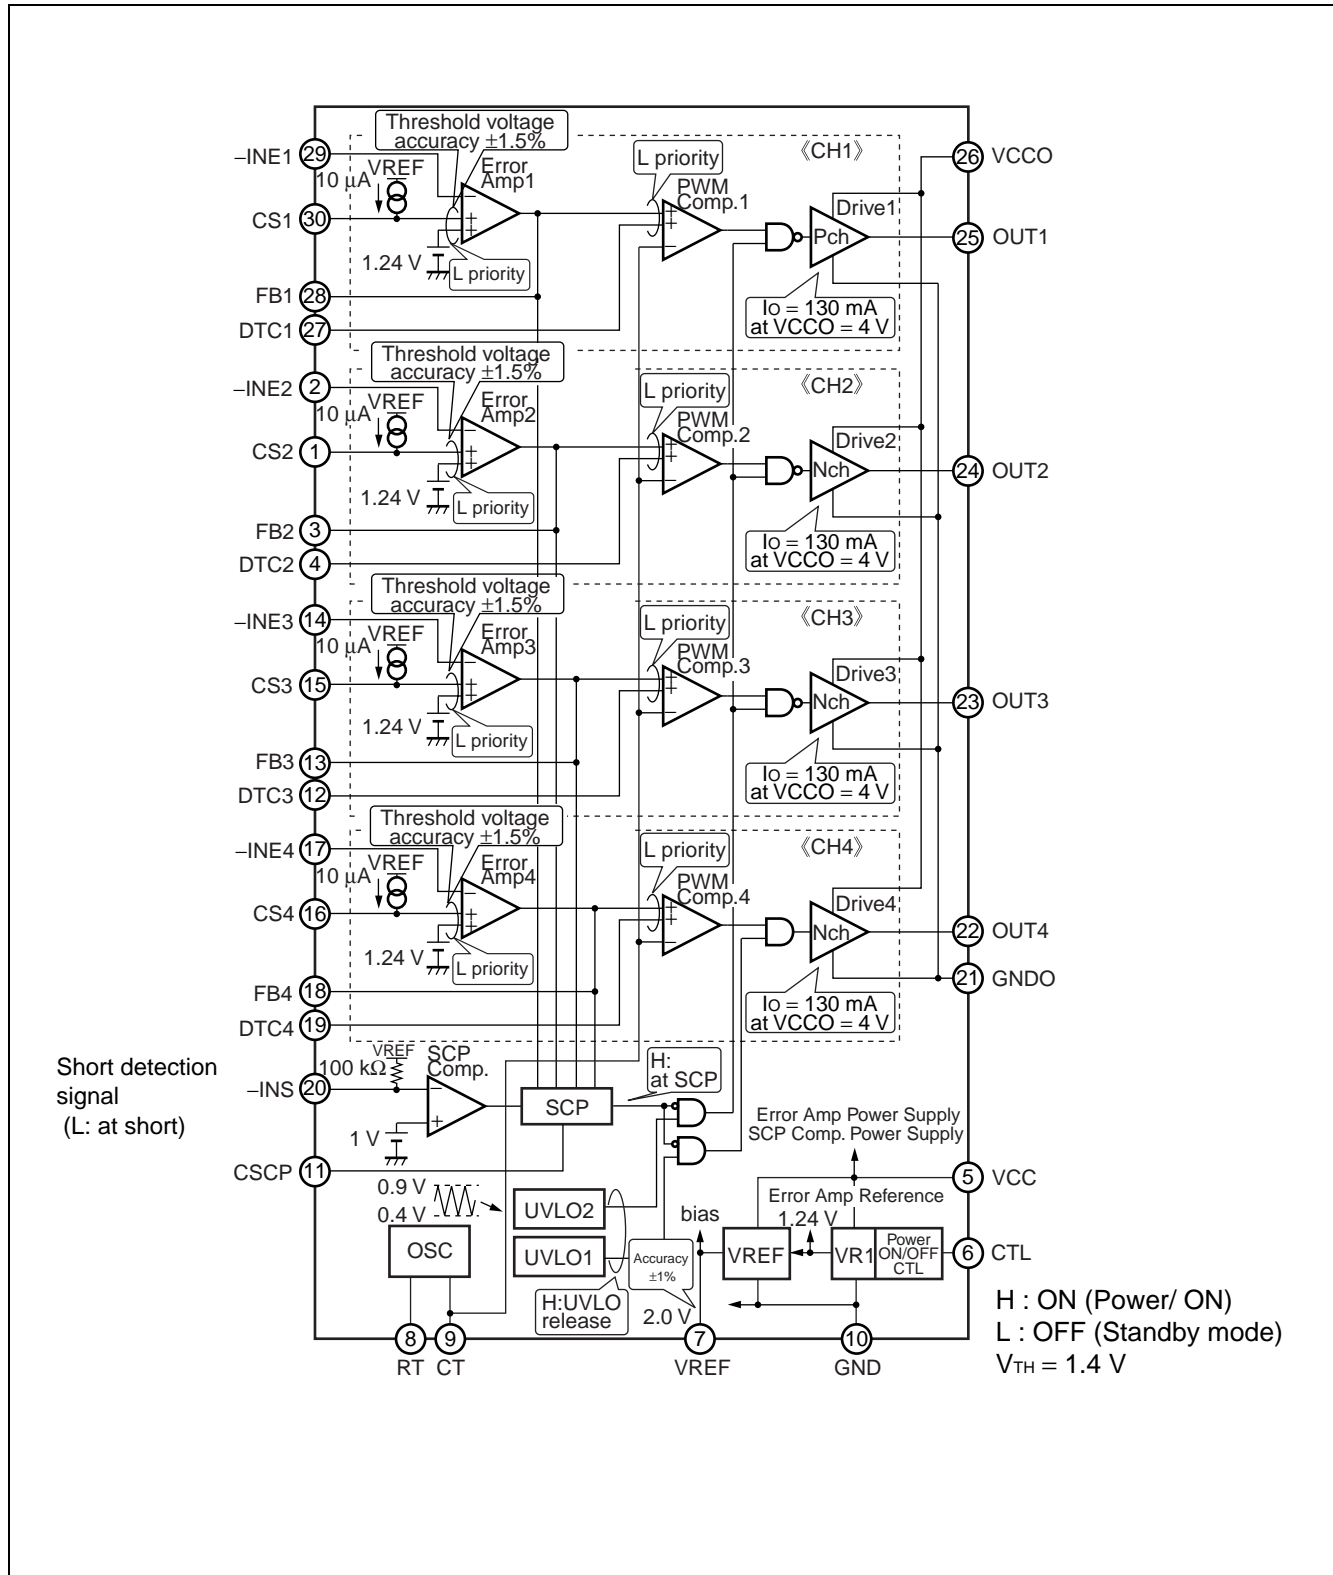 Threshold voltage
accuracy ±1.5%
L priority
《CH1》
–INE1 29
26 VCCO
10 μA
VREF
Error
Amp1
PWM
Comp.1
Drive1
CS1 30
Pch
25 OUT1
1.24 V
L priority
FB1 28
IO = 130 mA
at VCCO = 4 V
DTC1 27
Threshold voltage
accuracy ±1.5%
L priority
《CH2》
–INE2 2
10 μA
VREF
Error
Amp2
PWM
Comp.2
Drive2
CS2 1
Nch
24 OUT2
1.24 V
L priority
FB2 3
IO = 130 mA
at VCCO = 4 V
DTC2 4
Threshold voltage
accuracy ±1.5%
L priority
《CH3》
–INE3 14
10 μA
VREF
Error
Amp3
PWM
Comp.3
Drive3
CS3 15
Nch
23 OUT3
1.24 V
L priority
FB3 13
IO = 130 mA
at VCCO = 4 V
DTC3 12
Threshold voltage
accuracy ±1.5%
L priority
《CH4》
–INE4 17
10 μA
VREF
Error
Amp4
PWM
Comp.4
Drive4
CS4 16
Nch
22 OUT4
1.24 V
L priority
21 GNDO
FB4 18
IO = 130 mA
at VCCO = 4 V
DTC4 19
Short detection
signal
(L: at short)
VREF
100 kΩ
SCP
Comp.
H:
at SCP
–INS 20
SCP
1 V
Error Amp Power Supply
SCP Comp. Power Supply
CSCP 11
5 VCC
0.9 V
0.4 V
UVLO2
bias
Error Amp Reference
1.24 V
OSC
UVLO1
Accuracy
±1%
VREF
VR1
Power
ON/OFF
CTL
6 CTL
H:UVLO
release
2.0 V
H : ON (Power/ ON)
L : OFF (Standby mode)
VTH = 1.4 V
8
9
7
10
RT
CT
VREF
GND